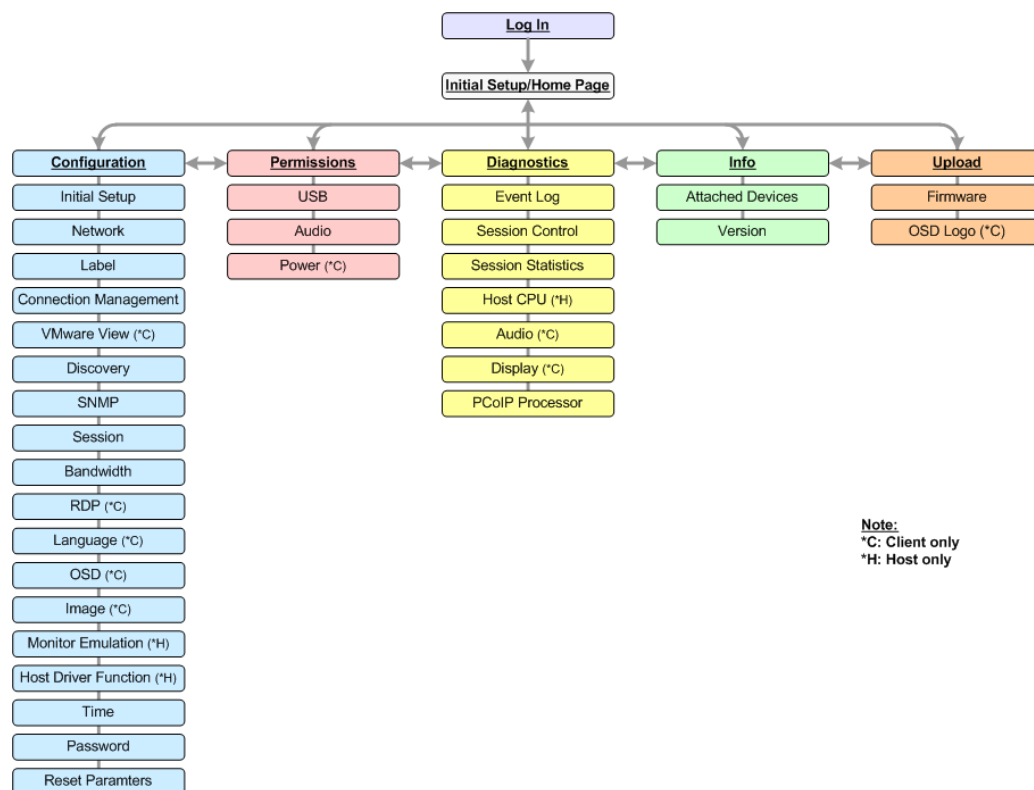 Log In
Initial Setup/Home Page
Configuration
Initial Setup
Network
Label
Connection Management
VMware View (*C)
Discovery
SNMP
Session
Bandwidth
RDP (*C)
Language (*C)
OSD (*C)
Image (*C)
Monitor Emulation (*H)
Host Driver Function (*H)
Time
Password
Reset Paramters
Permissions
USB
Audio
Power (*C)
Diagnostics
Event Log
Session Control
Session Statistics
Host CPU (*H)
Audio (*C)
Display (*C)
PCoIP Processor
Info
Attached Devices
Version
Upload
Firmware
OSD Logo (*C)
Note:
*C: Client only
*H: Host only